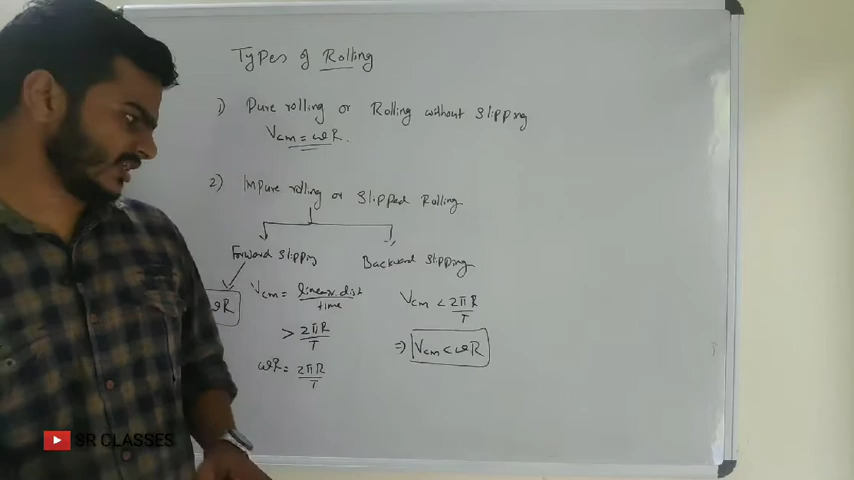 Types of Rolling
1) Pure rolling or Rolling without slipping
Vcm = ωR.
2) Impure rolling or Slipped Rolling
Forward Slipping
Backward Slipping
ωR
Vcm = linear dist / time
> 2πR / T
ωR = 2πR / T
Vcm < 2πR / T
⇒ Vcm < ωR
SR CLASSES